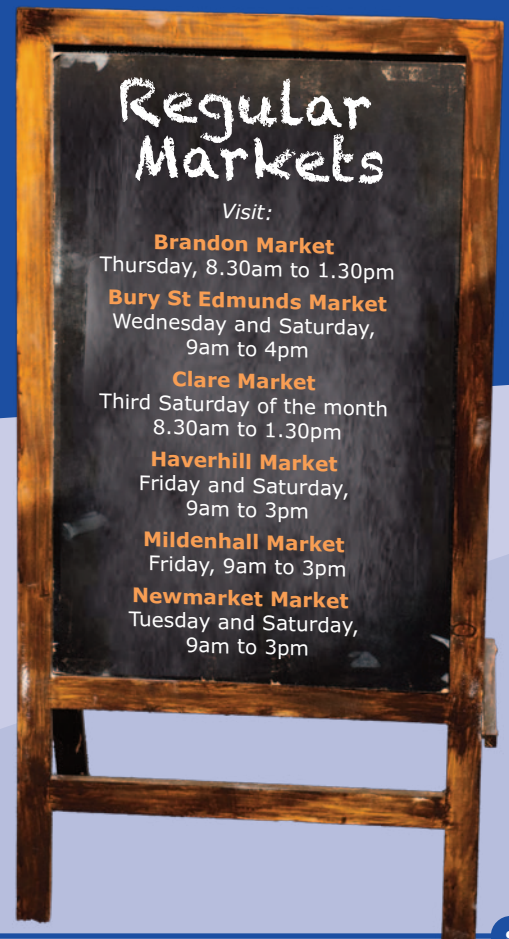 Regular
Markets
Visit:
Brandon Market
Thursday, 8.30am to 1.30pm
Bury St Edmunds Market
Wednesday and Saturday,
9am to 4pm
Clare Market
Third Saturday of the month
8.30am to 1.30pm
Haverhill Market
Friday and Saturday,
9am to 3pm
Mildenhall Market
Friday, 9am to 3pm
Newmarket Market
Tuesday and Saturday,
9am to 3pm